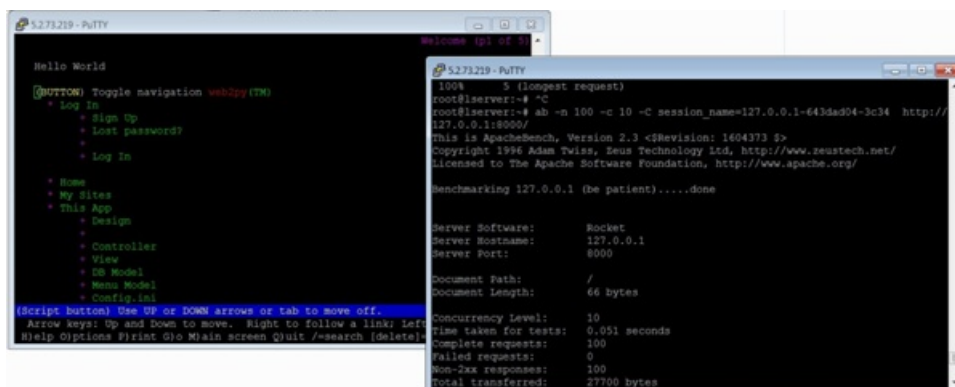 5.2.73.219 - PuTTY
Welcome (p1 of 5)
Hello World
(BUTTON) Toggle navigation web2py(TM)
* Log In
+ Sign Up
+ Lost password?
+
+ Log In
* Home
* My Sites
* This App
+ Design
+
+ Controller
+ View
+ DB Model
+ Menu Model
+ Config.ini
(Script button) Use UP or DOWN arrows or tab to move off.
Arrow keys: Up and Down to move. Right to follow a link; Left
H)elp O)ptions P)rint G)o M)ain screen Q)uit /=search [delete]=
5.2.73.219 - PuTTY
100% 5 (longest request)
root@lserver:~# ^C
root@lserver:~# ab -n 100 -c 10 -C session_name=127.0.0.1-643dad04-3c34 http://
127.0.0.1:8000/
This is ApacheBench, Version 2.3 <$Revision: 1604373 $>
Copyright 1996 Adam Twiss, Zeus Technology Ltd, http://www.zeustech.net/
Licensed to The Apache Software Foundation, http://www.apache.org/
Benchmarking 127.0.0.1 (be patient).....done
Server Software: Rocket
Server Hostname: 127.0.0.1
Server Port: 8000
Document Path: /
Document Length: 66 bytes
Concurrency Level: 10
Time taken for tests: 0.051 seconds
Complete requests: 100
Failed requests: 0
Non-2xx responses: 100
Total transferred: 27700 bytes